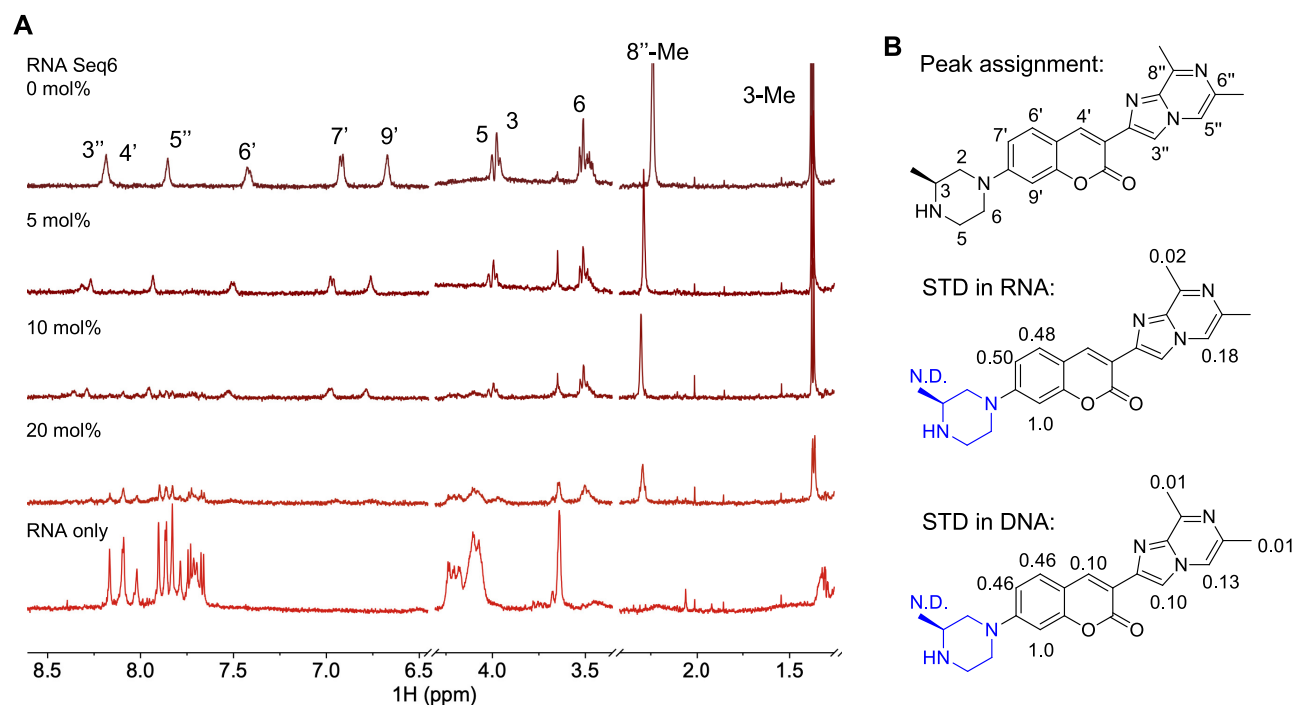 A
RNA Seq6
0 mol%
3’’
4’
5’’
6’
7’
9’
5
3
6
8’’-Me
3-Me
5 mol%
10 mol%
20 mol%
RNA only
8.5 8.0 7.5 7.0 6.5 4.0 3.5 2.0 1.5
1H (ppm)
B
Peak assignment:
8’’
N
6’’
N
N
5’’
3’’
6’
4’
7’
2
N
3
HN
6
5
9’
O
O
STD in RNA:
0.02
N
N
N
0.18
0.48
0.50
N.D.
N
HN
1.0
O
O
STD in DNA:
0.01
N
0.01
N
N
0.13
0.10
0.46
0.10
0.46
N.D.
N
HN
1.0
O
O